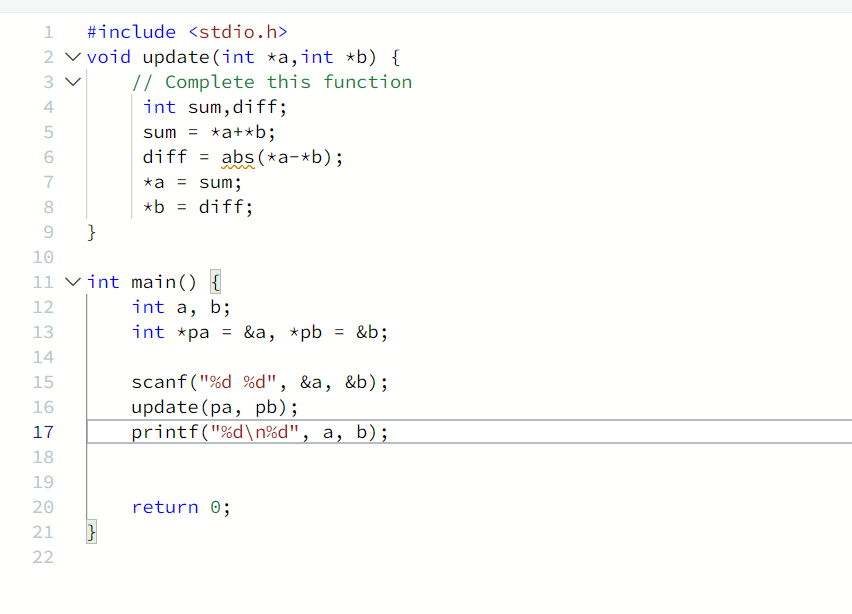 1 #include <stdio.h>
2 void update(int *a,int *b) {
3     // Complete this function
4      int sum,diff;
5      sum = *a+*b;
6      diff = abs(*a-*b);
7      *a = sum;
8      *b = diff;
9 }
10
11 int main() {
12     int a, b;
13     int *pa = &a, *pb = &b;
14
15     scanf("%d %d", &a, &b);
16     update(pa, pb);
17     printf("%d\n%d", a, b);
18
19
20     return 0;
21 }
22